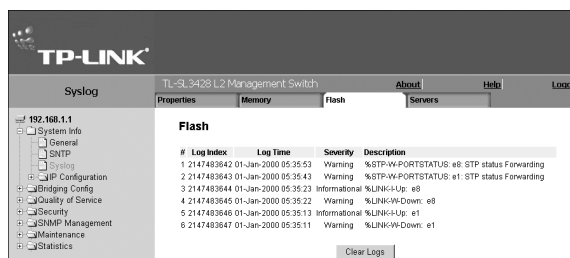 TP-LINK
Syslog
TL-SL3428 L2 Management Switch
About
Help
Properties
Memory
Flash
Servers
192.168.1.1
System Info
General
SNTP
Syslog
IP Configuration
Bridging Config
Quality of Service
Security
SNMP Management
Maintenance
Statistics
Flash
# Log Index Log Time Severity Description
1 2147483642 01-Jan-2000 05:35:53 Warning %STP-W-PORTSTATUS: e8: STP status Forwarding
2 2147483643 01-Jan-2000 05:35:43 Warning %STP-W-PORTSTATUS: e1: STP status Forwarding
3 2147483644 01-Jan-2000 05:35:23 Informational %LINK-I-Up: e8
4 2147483645 01-Jan-2000 05:35:22 Warning %LINK-W-Down: e8
5 2147483646 01-Jan-2000 05:35:13 Informational %LINK-I-Up: e1
6 2147483647 01-Jan-2000 05:35:11 Warning %LINK-W-Down: e1
Clear Logs